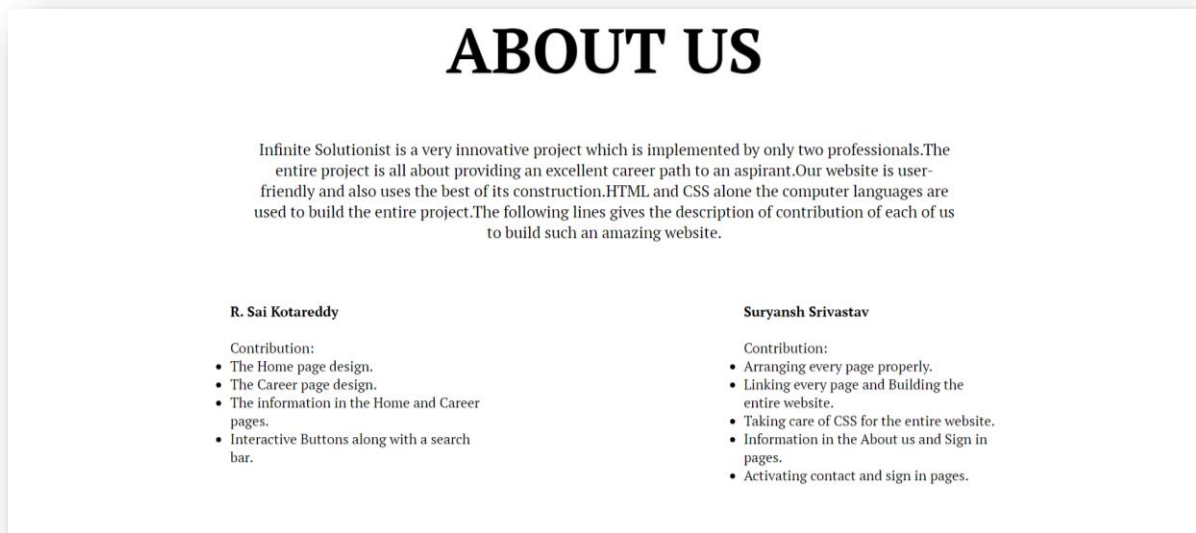 ABOUT US
Infinite Solutionist is a very innovative project which is implemented by only two professionals.The
entire project is all about providing an excellent career path to an aspirant.Our website is user-
friendly and also uses the best of its construction.HTML and CSS alone the computer languages are
used to build the entire project.The following lines gives the description of contribution of each of us
to build such an amazing website.
R. Sai Kotareddy
Contribution:
• The Home page design.
• The Career page design.
• The information in the Home and Career
pages.
• Interactive Buttons along with a search
bar.
Suryansh Srivastav
Contribution:
• Arranging every page properly.
• Linking every page and Building the
entire website.
• Taking care of CSS for the entire website.
• Information in the About us and Sign in
pages.
• Activating contact and sign in pages.